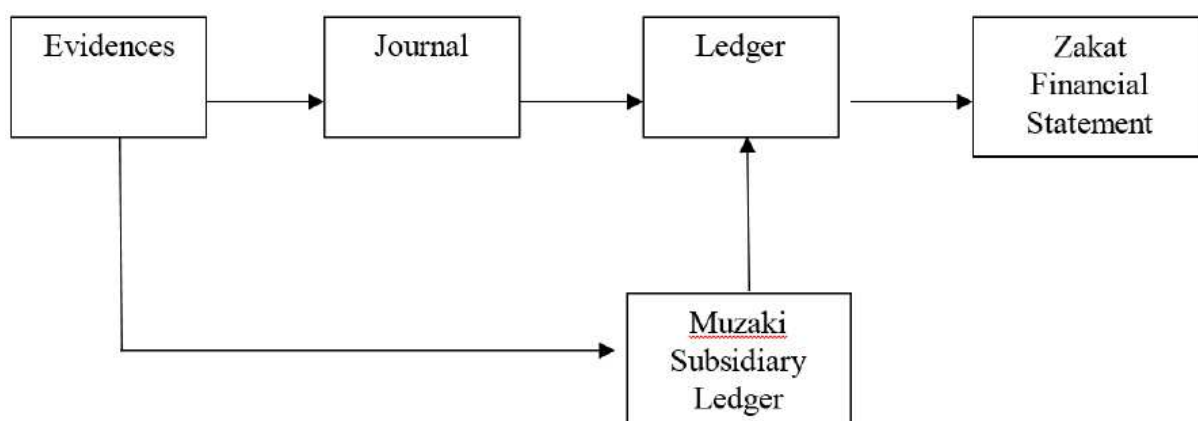 Evidences
Journal
Ledger
Zakat
Financial
Statement
Muzaki
Subsidiary
Ledger